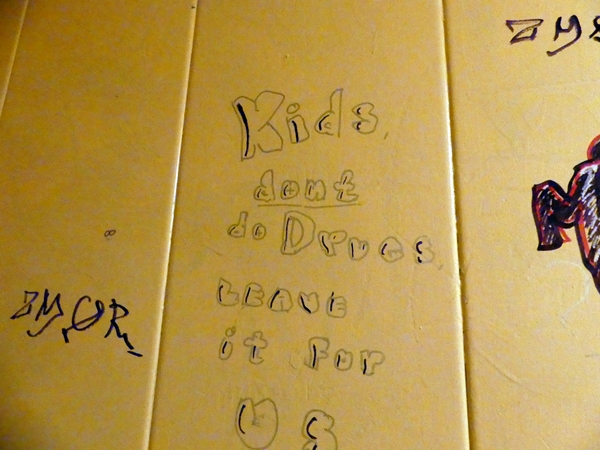 Kids,
dont
do Drugs,
LEAVE
it For
US